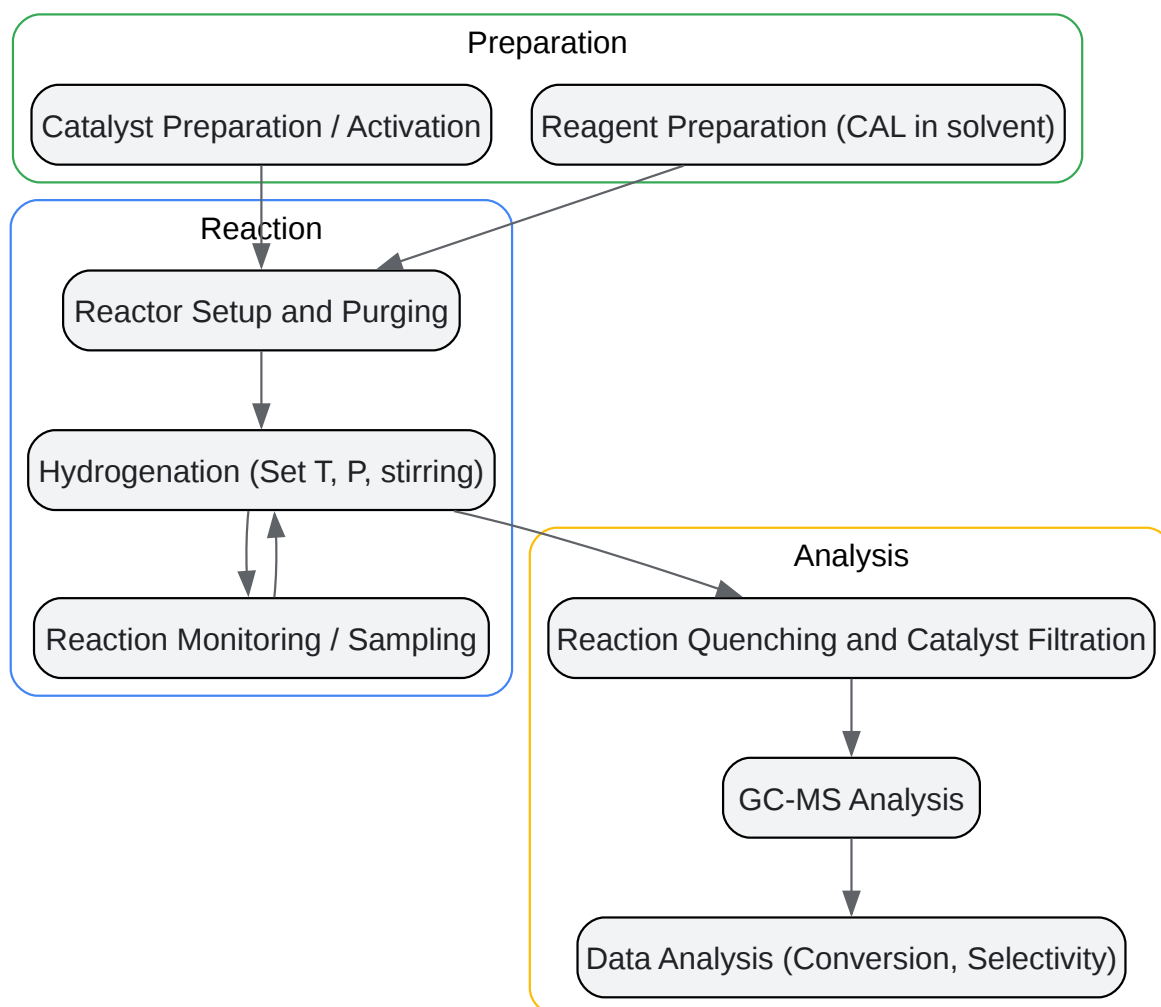 Preparation
Catalyst Preparation / Activation
Reagent Preparation (CAL in solvent)
Reaction
Reactor Setup and Purging
Hydrogenation (Set T, P, stirring)
Reaction Monitoring / Sampling
Analysis
Reaction Quenching and Catalyst Filtration
GC-MS Analysis
Data Analysis (Conversion, Selectivity)